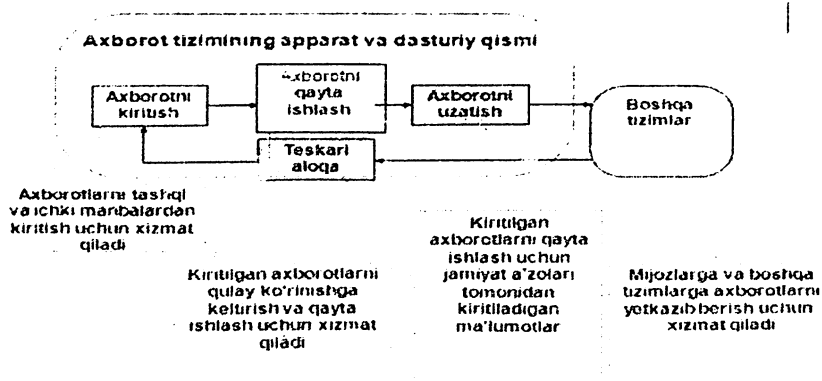 Axborot tizimining apparat va dasturiy qismi
Axborotni
kiritish
Axborotni
qayta
ishlash
Axborotni
uzatish
Boshqa
tizimlar
Teskari
aloqa
Axborotlarni tashqi
va ichki manbalardan
kiritish uchun xizmat
qiladi
Kiritilgan axborotlarni
qulay ko'rinishga
keltirish va qayta
ishlash uchun xizmat
qiladi
Kiritilgan
axborotlarni qayta
ishlash uchun
jamiyat a'zolari
tomonidan
kiritiladigan
ma'lumotlar
Mijozlarga va boshqa
tizimlarga axborotlarni
yetkazib berish uchun
xizmat qiladi